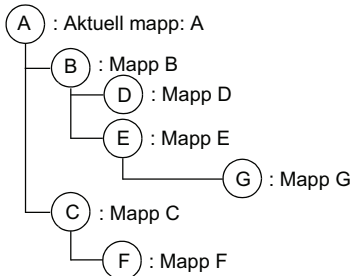 A : Aktuell mapp: A
B : Mapp B
D : Mapp D
E : Mapp E
G : Mapp G
C : Mapp C
F : Mapp F